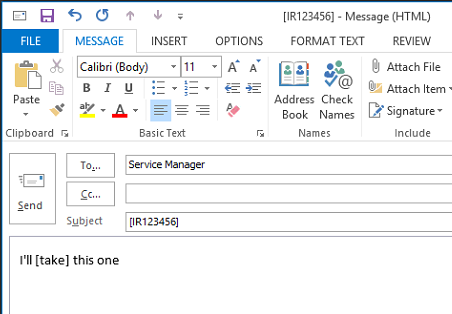 [IR123456] - Message (HTML)
FILE MESSAGE INSERT OPTIONS FORMAT TEXT REVIEW
Calibri (Body) 11 A A
Paste
B I U
ab A
Address Book
Check Names
Attach File
Attach Item
Signature
Clipboard Basic Text Names Include
Send
To... Service Manager
Cc...
Subject [IR123456]
I'll [take] this one